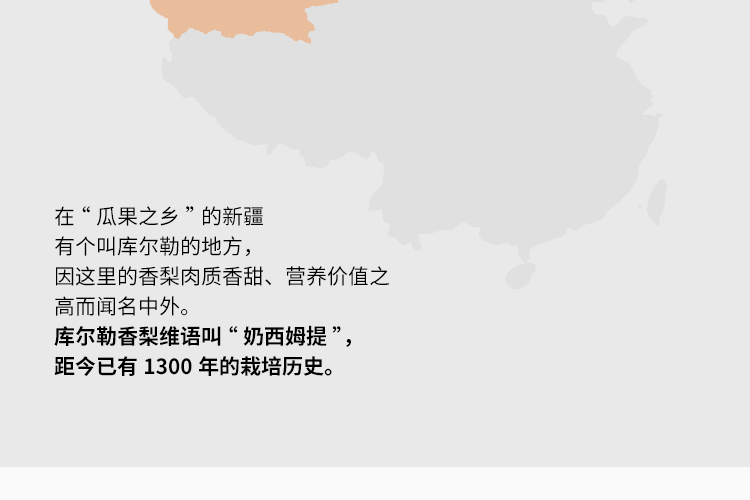 在“瓜果之乡”的新疆
有个叫库尔勒的地方，
因这里的香梨肉质香甜、营养价值之
高而闻名中外。
库尔勒香梨维语叫“奶西姆提”，
距今已有 1300 年的栽培历史。